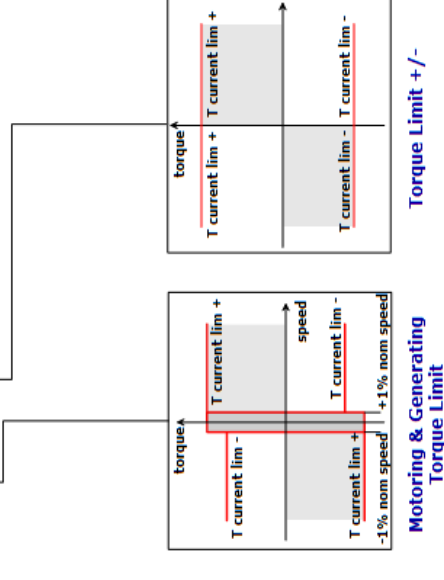 torque
T current lim +
T current lim -
speed
T current lim -
T current lim +
-1% nom speed
+1% nom speed
Motoring & Generating
Torque Limit
torque
T current lim +
T current lim +
T current lim -
T current lim -
Torque Limit +/-